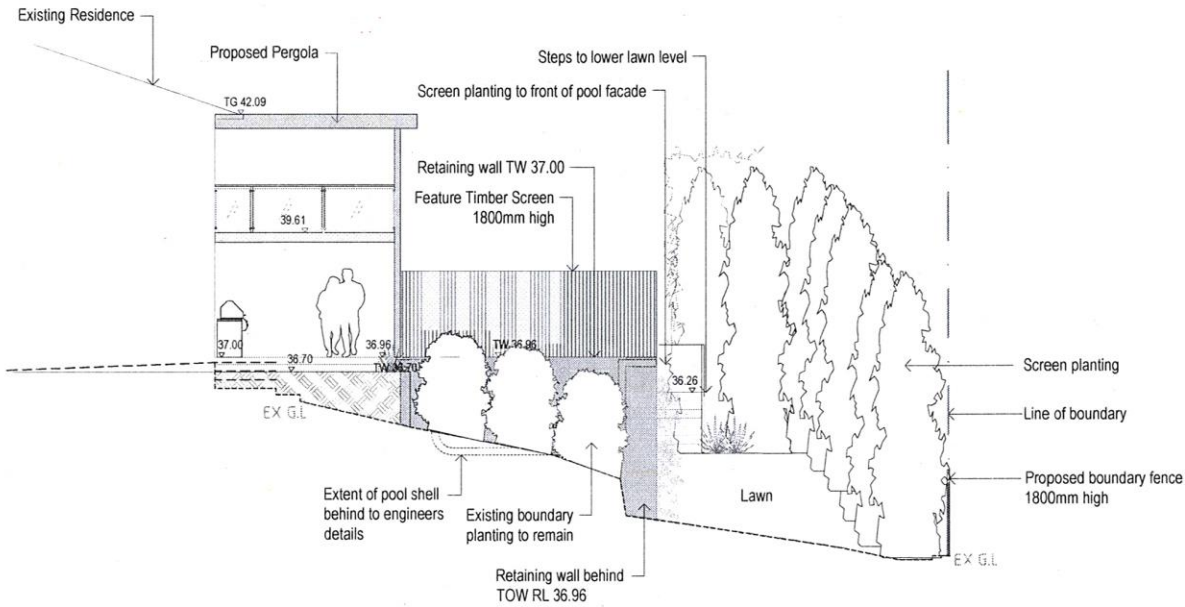 Existing Residence
Proposed Pergola
Steps to lower lawn level
Screen planting to front of pool facade
TG 42.09
Retaining wall TW 37.00
Feature Timber Screen
1800mm high
39.61
37.00
36.96
TW 36.96
36.70
TW 36.70
36.26
Screen planting
EX G.L
Line of boundary
Proposed boundary fence
1800mm high
Extent of pool shell
behind to engineers
details
Existing boundary
planting to remain
Lawn
EX G.L
Retaining wall behind
TOW RL 36.96